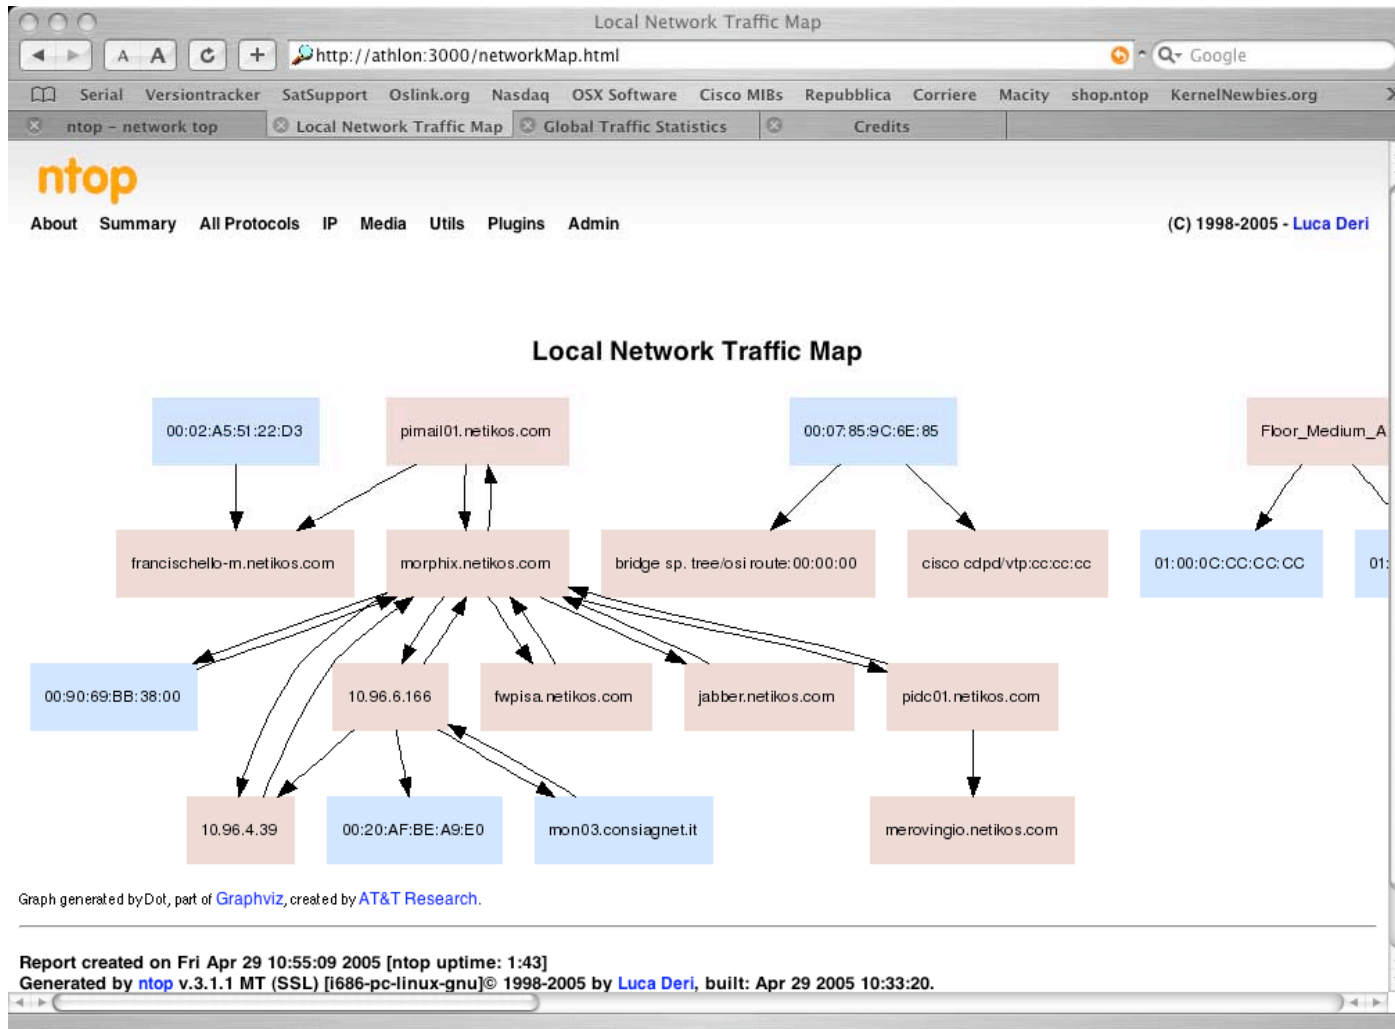 Local Network Traffic Map
A A http://athlon:3000/networkMap.html Google
Serial Versiontracker SatSupport Oslink.org Nasdaq OSX Software Cisco MIBs Repubblica Corriere Macity shop.ntop KernelNewbies.org
ntop – network top Local Network Traffic Map Global Traffic Statistics Credits
ntop
About Summary All Protocols IP Media Utils Plugins Admin (C) 1998-2005 - Luca Deri
Local Network Traffic Map
00:02:A5:51:22:D3 pimail01.netikos.com 00:07:85:9C:6E:85 Floor_Medium_A
francischello-m.netikos.com morphix.netikos.com bridge sp. tree/osi route:00:00:00 cisco cdpd/vtp:cc:cc:cc 01:00:0C:CC:CC:CC 01:
00:90:69:BB:38:00 10.96.6.166 fwpisa.netikos.com jabber.netikos.com pidc01.netikos.com
10.96.4.39 00:20:AF:BE:A9:E0 mon03.consiagnet.it merovingio.netikos.com
Graph generated by Dot, part of Graphviz, created by AT&T Research.
Report created on Fri Apr 29 10:55:09 2005 [ntop uptime: 1:43]
Generated by ntop v.3.1.1 MT (SSL) [i686-pc-linux-gnu]© 1998-2005 by Luca Deri, built: Apr 29 2005 10:33:20.